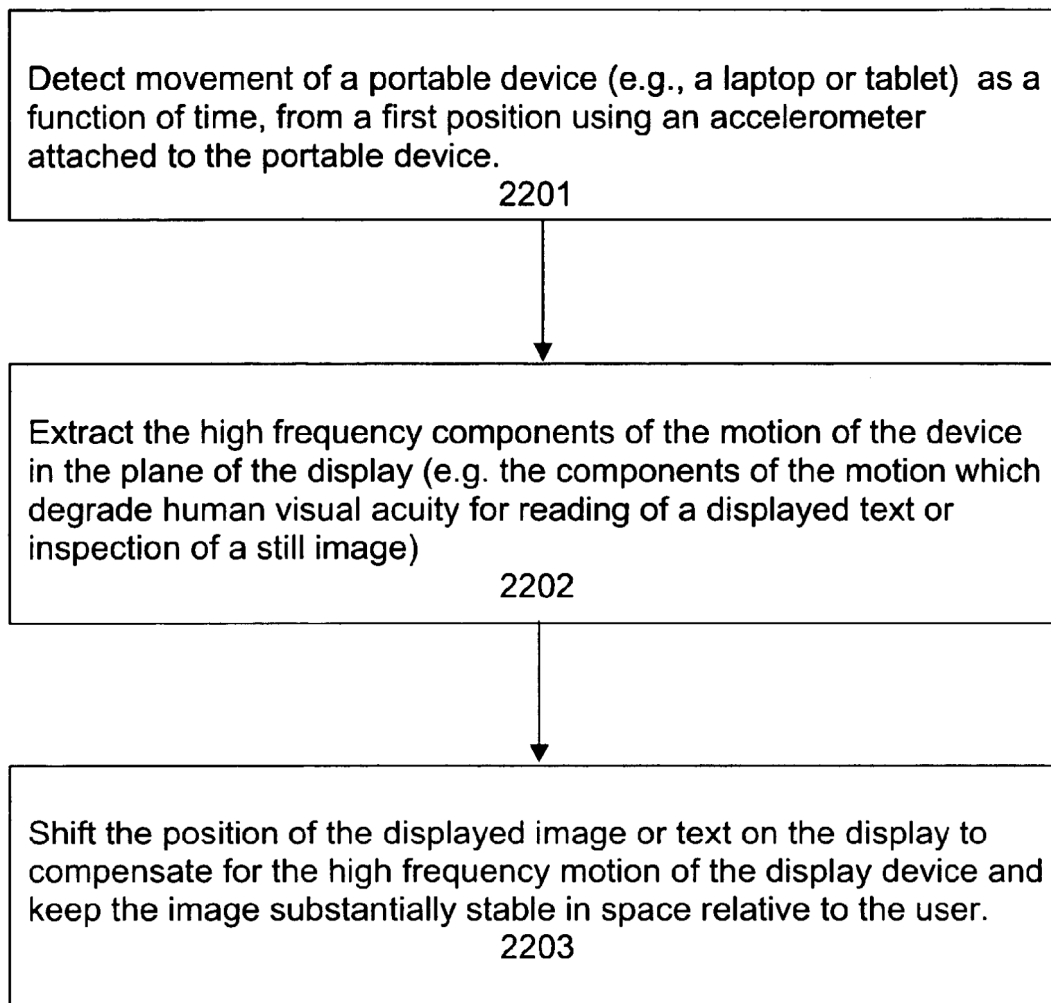 Detect movement of a portable device (e.g., a laptop or tablet) as a
function of time, from a first position using an accelerometer
attached to the portable device.
2201
Extract the high frequency components of the motion of the device
in the plane of the display (e.g. the components of the motion which
degrade human visual acuity for reading of a displayed text or
inspection of a still image)
2202
Shift the position of the displayed image or text on the display to
compensate for the high frequency motion of the display device and
keep the image substantially stable in space relative to the user.
2203